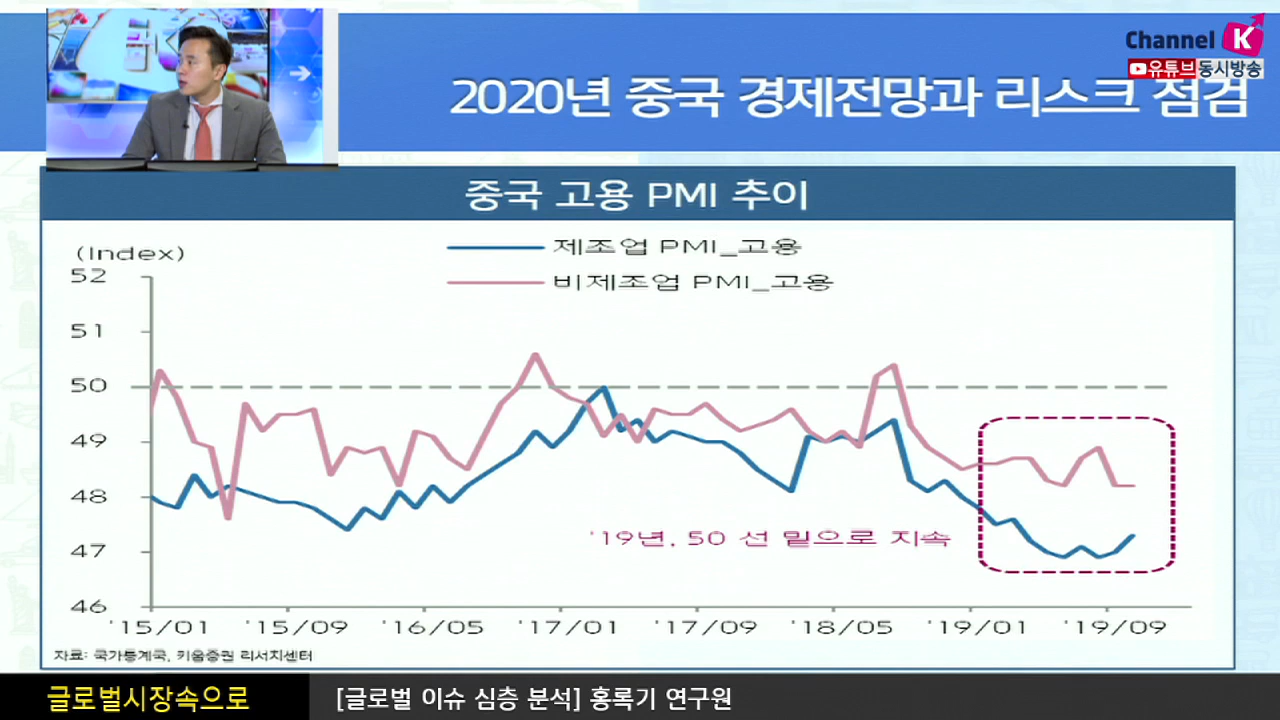 Channel K
유튜브동시방송
2020년 중국 경제전망과 리스크 점검
중국 고용 PMI 추이
(Index)
제조업 PMI_고용
비제조업 PMI_고용
52
51
50
49
48
47
46
'19년, 50 선 밑으로 지속
'15/01 '15/09 '16/05 '17/01 '17/09 '18/05 '19/01 '19/09
자료: 국가통계국, 키움증권 리서치센터
글로벌시장속으로
[글로벌 이슈 심층 분석] 홍록기 연구원